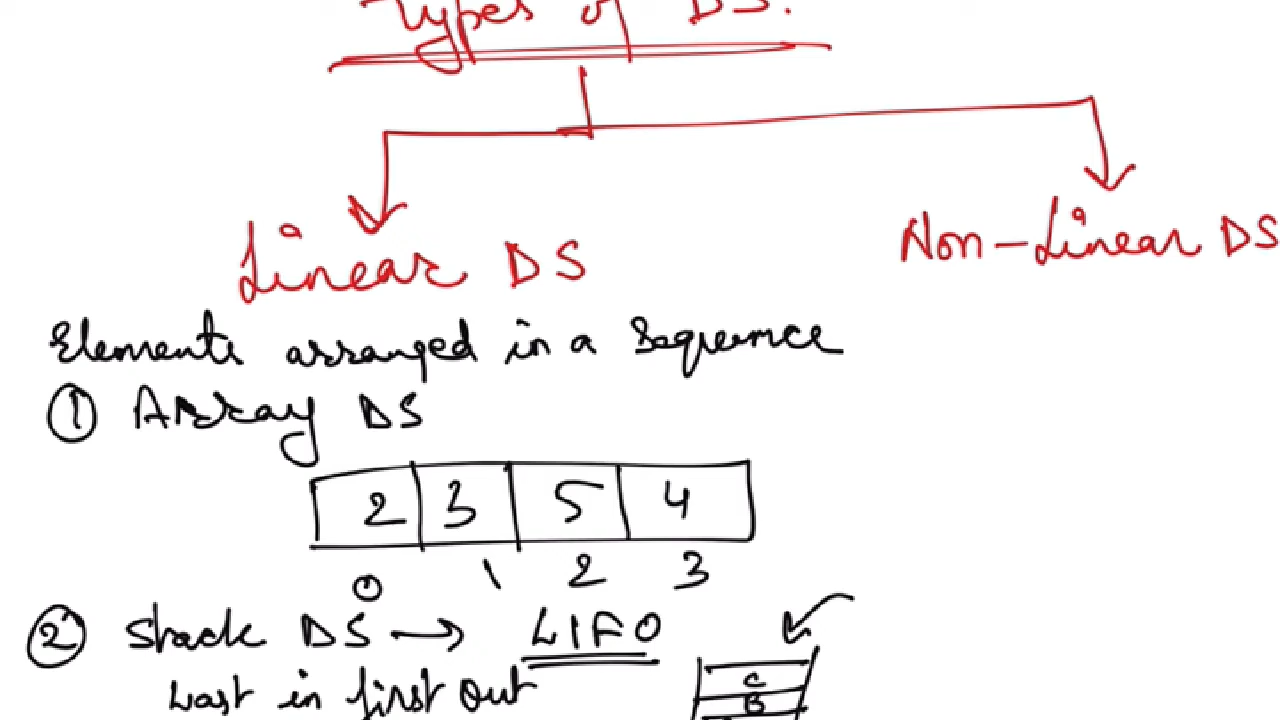 Types of DS.
Linear DS
Non-Linear DS
Elements arranged in a Sequence
① Array DS
2 3 5 4
0 1 2 3
② Stack DS → LIFO
Last in first out
C
B